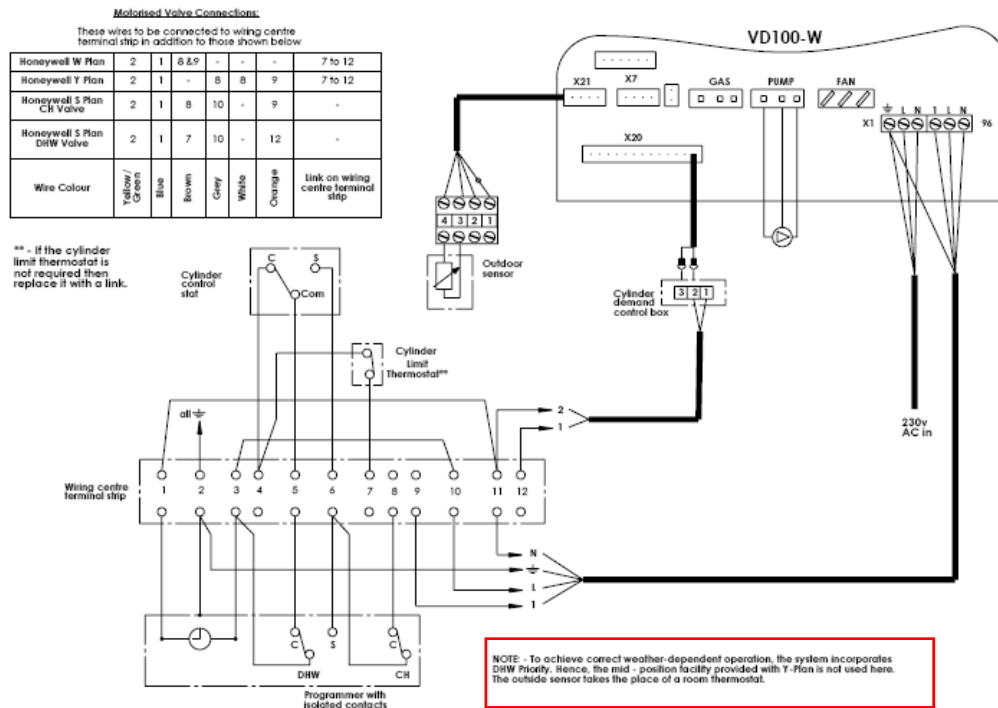 Motorised Valve Connections:
These wires to be connected to wiring centre
terminal strip in addition to those shown below
Honeywell W Plan 2 1 8 &9 - - - 7 to 12
Honeywell Y Plan 2 1 - 8 8 9 7 to 12
Honeywell S Plan CH Valve 2 1 8 10 - 9 -
Honeywell S Plan DHW Valve 2 1 7 10 - 12 -
Wire Colour Yellow/Green Blue Brown Grey White Orange Link on wiring centre terminal strip
** - If the cylinder
limit thermostat is
not required then
replace it with a link.
VD100-W
X21
X7
GAS
PUMP
FAN
X20
L N 1 L N
X1
96
4 3 2 1
Outdoor
sensor
3 2 1
Cylinder
demand
control box
230v
AC in
Cylinder
control
stat
C S
Com
Cylinder
Limit
Thermostat**
all
2
1
Wiring centre
terminal strip
1 2 3 4 5 6 7 8 9 10 11 12
N
L
1
C S C
DHW CH
Programmer with
isolated contacts
NOTE: - To achieve correct weather-dependent operation, the system incorporates
DHW Priority. Hence, the mid - position facility provided with Y-Plan is not used here.
The outside sensor takes the place of a room thermostat.